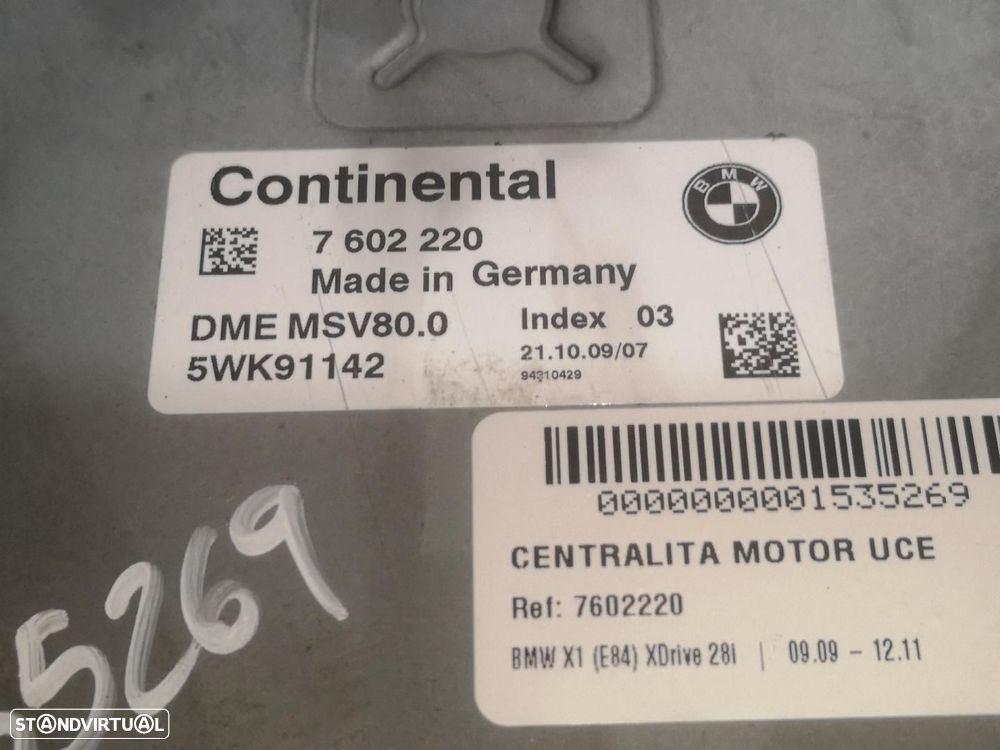 Continental
BMW
7 602 220
Made in Germany
DME MSV80.0
Index 03
5WK91142
21.10.09/07
94310429
0000000001535269
CENTRALITA MOTOR UCE
Ref: 7602220
BMW X1 (E84) XDrive 28i | 09.09 - 12.11
5269
STANDVIRTUAL